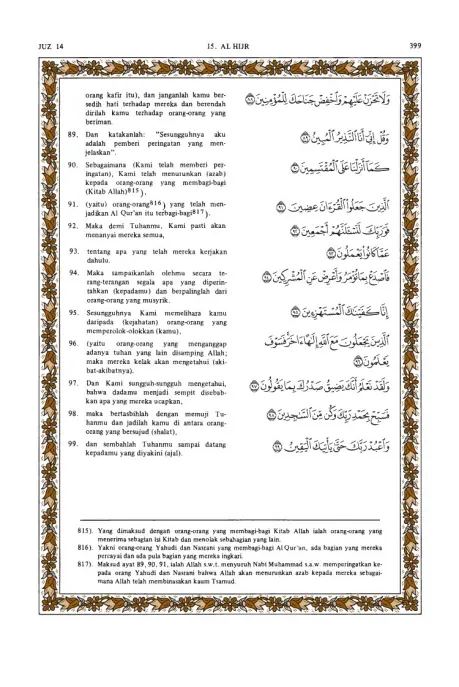 JUZ 14
15. AL HIJR
399
orang kafir itu), dan janganlah kamu ber-
sedih hati terhadap mereka dan berendah
dirilah kamu terhadap orang-orang yang
beriman.
وَلَا تَحْزَنْ عَلَيْهِمْ وَاخْفِضْ جَنَاحَكَ لِلْمُؤْمِنِينَ ﴿٨٨﴾
89. Dan katakanlah: "Sesungguhnya aku
adalah pemberi peringatan yang men-
jelaskan".
وَقُلْ إِنِّي أَنَا النَّذِيرُ الْمُبِينُ ﴿٨٩﴾
90. Sebagaimana (Kami telah memberi per-
ingatan), Kami telah menurunkan (azab)
kepada orang-orang yang membagi-bagi
(Kitab Allah)815),
كَمَا أَنْزَلْنَا عَلَى الْمُقْتَسِمِينَ ﴿٩٠﴾
91. (yaitu) orang-orang816) yang telah men-
jadikan Al Qur'an itu terbagi-bagi817).
الَّذِينَ جَعَلُوا الْقُرْءَانَ عِضِينَ ﴿٩١﴾
92. Maka demi Tuhanmu, Kami pasti akan
menanyai mereka semua,
فَوَرَبِّكَ لَنَسْـَٔلَنَّهُمْ أَجْمَعِينَ ﴿٩٢﴾
93. tentang apa yang telah mereka kerjakan
dahulu.
عَمَّا كَانُوا يَعْمَلُونَ ﴿٩٣﴾
94. Maka sampaikanlah olehmu secara te-
rang-terangan segala apa yang diperin-
tahkan (kepadamu) dan berpalinglah dari
orang-orang yang musyrik.
فَاصْدَعْ بِمَا تُؤْمَرُ وَأَعْرِضْ عَنِ الْمُشْرِكِينَ ﴿٩٤﴾
95. Sesungguhnya Kami memelihara kamu
daripada (kejahatan) orang-orang yang
memperolok-olokkan (kamu),
إِنَّا كَفَيْنَاكَ الْمُسْتَهْزِءِينَ ﴿٩٥﴾
96. (yaitu orang-orang yang menganggap
adanya tuhan yang lain disamping Allah;
maka mereka kelak akan mengetahui (aki-
bat-akibatnya).
الَّذِينَ يَجْعَلُونَ مَعَ اللَّهِ إِلَهًا ءَاخَرَ فَسَوْفَ
يَعْلَمُونَ ﴿٩٦﴾
97. Dan Kami sungguh-sungguh mengetahui,
bahwa dadamu menjadi sempit disebab-
kan apa yang mereka ucapkan,
وَلَقَدْ نَعْلَمُ أَنَّكَ يَضِيقُ صَدْرُكَ بِمَا يَقُولُونَ ﴿٩٧﴾
98. maka bertasbihlah dengan memuji Tu-
hanmu dan jadilah kamu di antara orang-
orang yang bersujud (shalat),
فَسَبِّحْ بِحَمْدِ رَبِّكَ وَكُنْ مِنَ السَّاجِدِينَ ﴿٩٨﴾
99. dan sembahlah Tuhanmu sampai datang
kepadamu yang diyakini (ajal).
وَاعْبُدْ رَبَّكَ حَتَّى يَأْتِيَكَ الْيَقِينُ ﴿٩٩﴾
815). Yang dimaksud dengan orang-orang yang membagi-bagi Kitab Allah ialah orang-orang yang
menerima sebagian isi Kitab dan menolak sebahagian yang lain.
816). Yakni orang-orang Yahudi dan Nasrani yang membagi-bagi Al Qur'an, ada bagian yang mereka
percayai dan ada pula bagian yang mereka ingkari.
817). Maksud ayat 89, 90, 91, ialah Allah s.w.t. menyuruh Nabi Muhammad s.a.w memperingatkan ke-
pada orang Yahudi dan Nasrani bahwa Allah akan menurunkan azab kepada mereka sebagai-
mana Allah telah membinasakan kaum Tsamud.